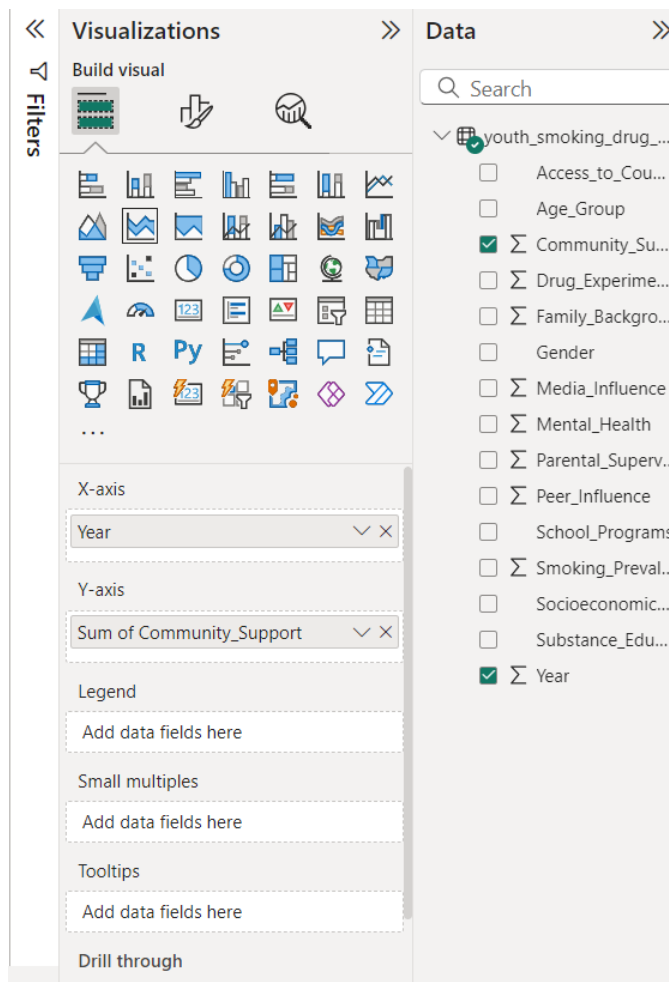 Visualizations
Build visual
Filters
R
Py
123
123
...
X-axis
Year
Y-axis
Sum of Community_Support
Legend
Add data fields here
Small multiples
Add data fields here
Tooltips
Add data fields here
Drill through
Data
Search
youth_smoking_drug_...
Access_to_Cou...
Age_Group
Σ Community_Su...
Σ Drug_Experime...
Σ Family_Backgro...
Gender
Σ Media_Influence
Σ Mental_Health
Σ Parental_Superv...
Σ Peer_Influence
School_Programs
Σ Smoking_Preval...
Socioeconomic...
Substance_Edu...
Σ Year